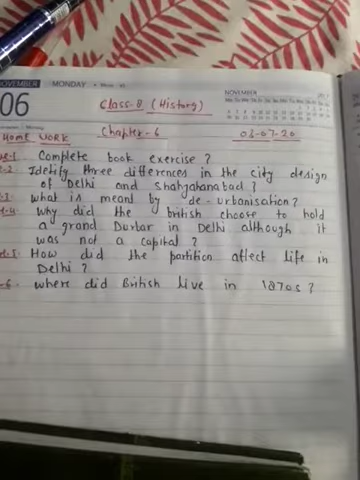 NOVEMBER
MONDAY
06
NOVEMBER
Class-8 (History)
Chapter-6
03-07-20
HOME WORK
Complete book exercise ?
Idetify three differences in the city design
of Delhi and Shahjahanabad ?
what is meant by de-urbanisation?
Why did the british choose to hold
a grand Durbar in Delhi although it
was not a capital ?
How did the partition affect life in
Delhi ?
where did British live in 1870s ?